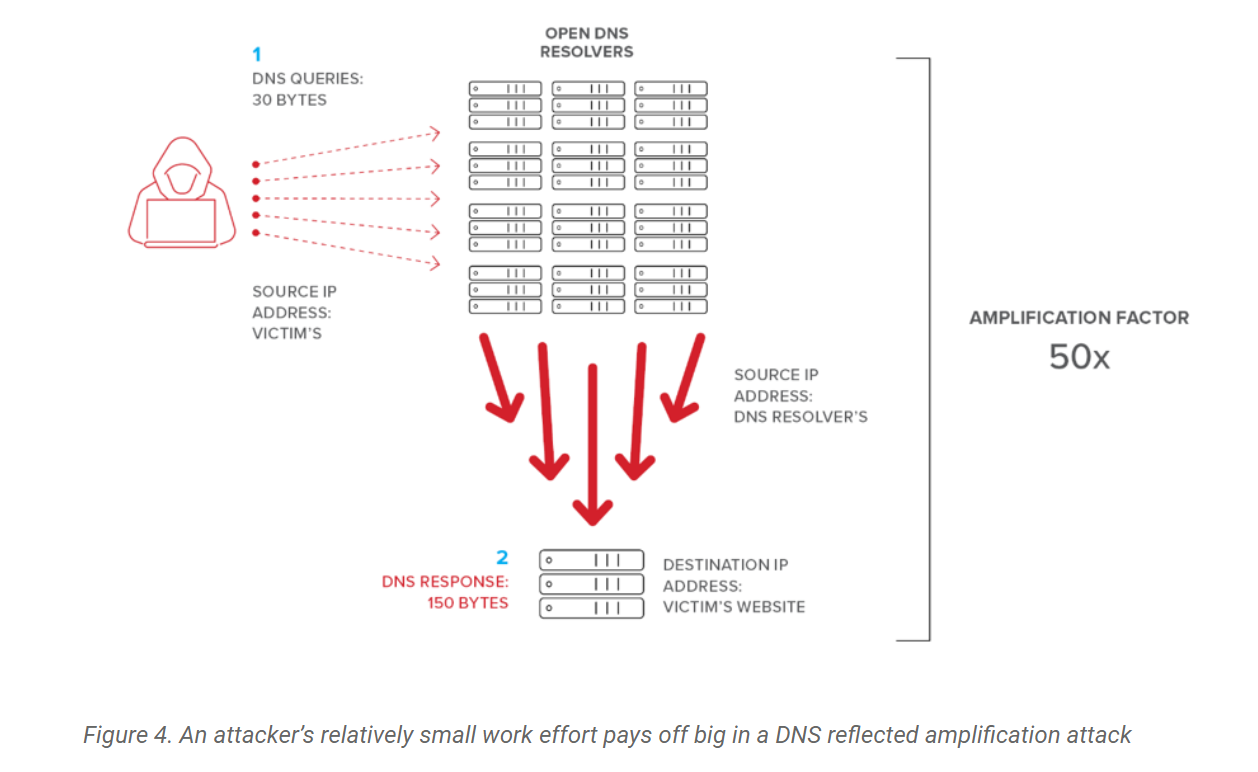 OPEN DNS
RESOLVERS
1
DNS QUERIES:
30 BYTES
SOURCE IP
ADDRESS:
VICTIM'S
SOURCE IP
ADDRESS:
DNS RESOLVER'S
AMPLIFICATION FACTOR
50x
2
DNS RESPONSE:
150 BYTES
DESTINATION IP
ADDRESS:
VICTIM'S WEBSITE
Figure 4. An attacker's relatively small work effort pays off big in a DNS reflected amplification attack